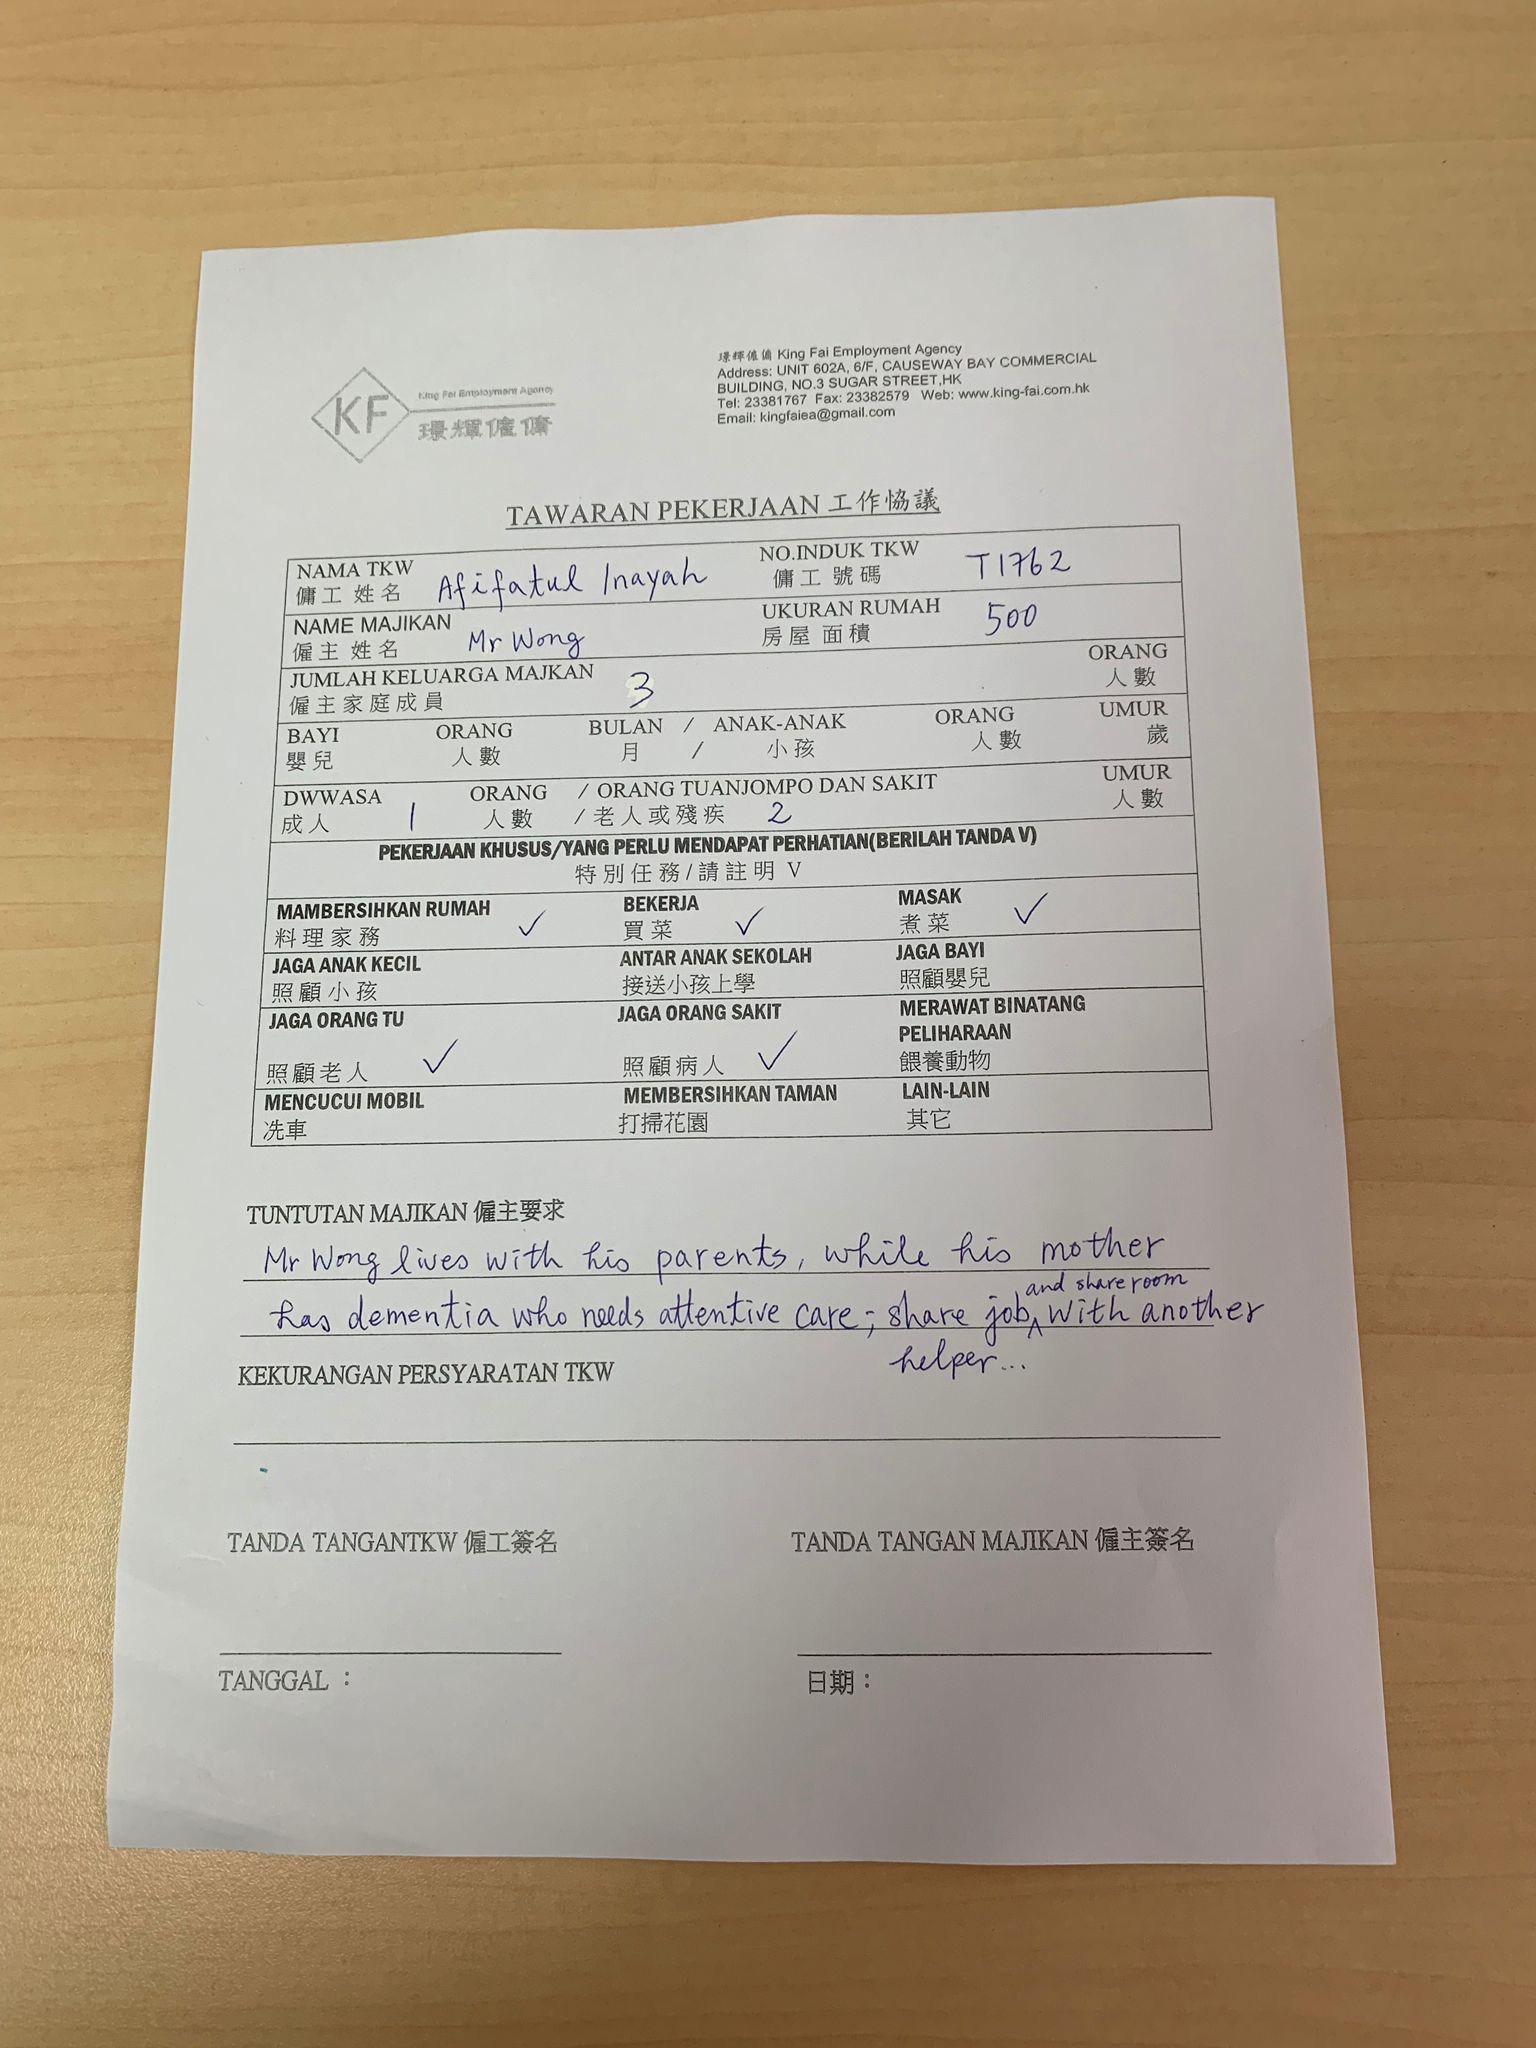 KF
King Fai Employment Agency
璟輝僱傭
璟輝僱傭 King Fai Employment Agency
Address: UNIT 602A, 6/F, CAUSEWAY BAY COMMERCIAL
BUILDING, NO.3 SUGAR STREET,HK
Tel: 23381767 Fax: 23382579 Web: www.king-fai.com.hk
Email: kingfaiea@gmail.com
TAWARAN PEKERJAAN 工作協議
NAMA TKW NO.INDUK TKW
傭工 姓名 Afifatul Inayah 傭工 號碼 T1762
NAME MAJIKAN UKURAN RUMAH
僱主 姓名 Mr Wong 房屋 面積 500
JUMLAH KELUARGA MAJKAN ORANG
僱主家庭成員 3 人數
BAYI ORANG BULAN / ANAK-ANAK ORANG UMUR
嬰兒 人數 月 / 小孩 人數 歲
DWWASA ORANG / ORANG TUANJOMPO DAN SAKIT UMUR
成人 1 人數 / 老人或殘疾 2 人數
PEKERJAAN KHUSUS/YANG PERLU MENDAPAT PERHATIAN(BERILAH TANDA V)
特別任務/請註明 V
MAMBERSIHKAN RUMAH BEKERJA MASAK
料理家務 ✓ 買菜 ✓ 煮菜 ✓
JAGA ANAK KECIL ANTAR ANAK SEKOLAH JAGA BAYI
照顧小孩 接送小孩上學 照顧嬰兒
JAGA ORANG TU JAGA ORANG SAKIT MERAWAT BINATANG
PELIHARAAN
照顧老人 ✓ 照顧病人 ✓ 餵養動物
MENCUCUI MOBIL MEMBERSIHKAN TAMAN LAIN-LAIN
冼車 打掃花園 其它
TUNTUTAN MAJIKAN 僱主要求
Mr Wong lives with his parents, while his mother
has dementia who needs attentive care; share job and share room with another
helper...
KEKURANGAN PERSYARATAN TKW
TANDA TANGANTKW 僱工簽名 TANDA TANGAN MAJIKAN 僱主簽名
TANGGAL： 日期：